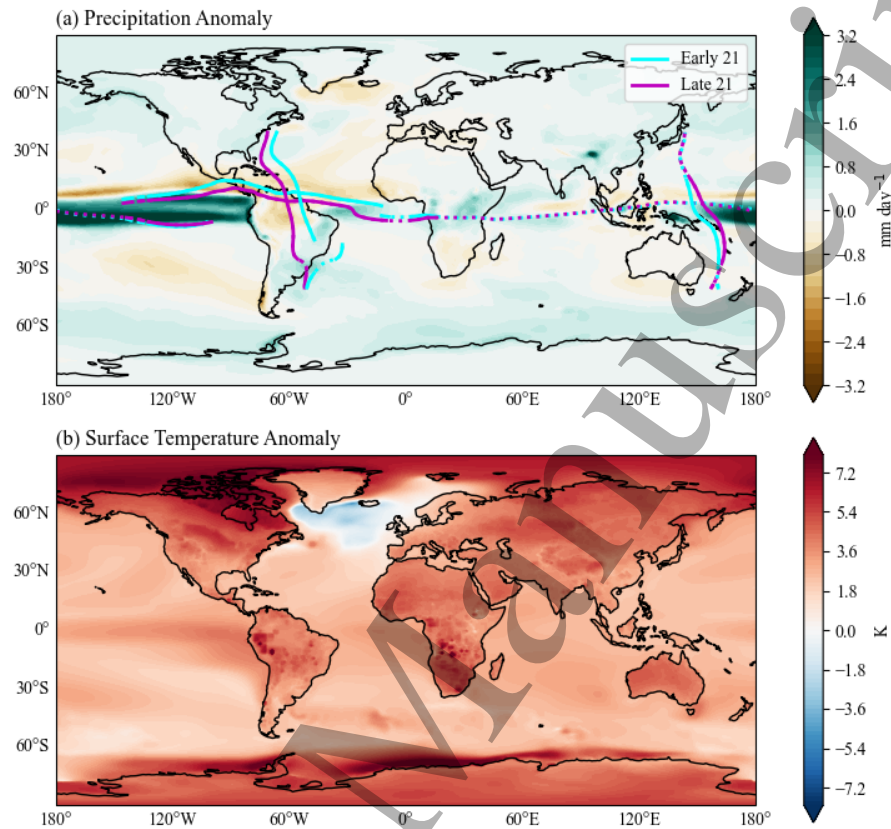 (a) Precipitation Anomaly
Early 21
Late 21
60°N
30°N
0°
30°S
60°S
180° 120°W 60°W 0° 60°E 120°E 180°
3.2
2.4
1.6
0.8
0.0
−0.8
−1.6
−2.4
−3.2
mm day⁻¹
(b) Surface Temperature Anomaly
60°N
30°N
0°
30°S
60°S
180° 120°W 60°W 0° 60°E 120°E 180°
7.2
5.4
3.6
1.8
0.0
−1.8
−3.6
−5.4
−7.2
K
Manuscri